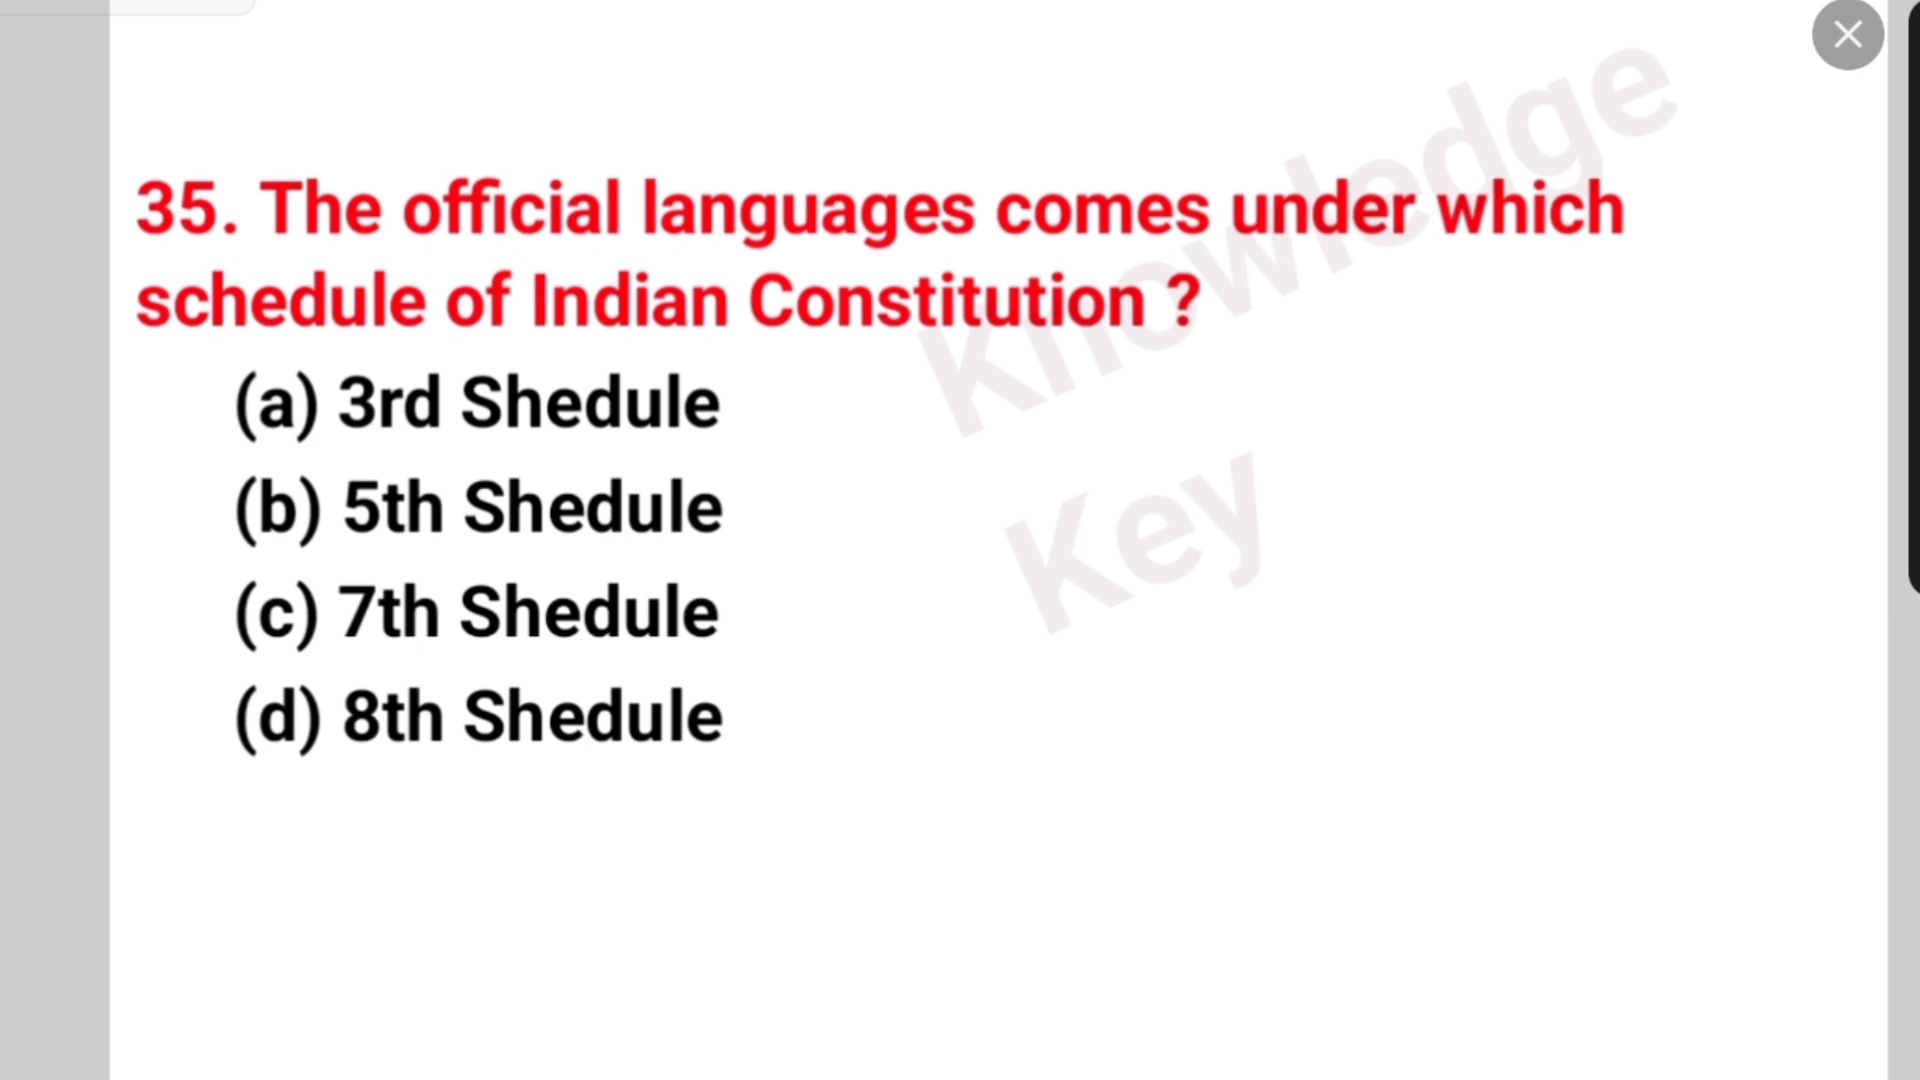 35. The official languages comes under which
schedule of Indian Constitution ?
(a) 3rd Shedule
(b) 5th Shedule
(c) 7th Shedule
(d) 8th Shedule
Knowledge
Key